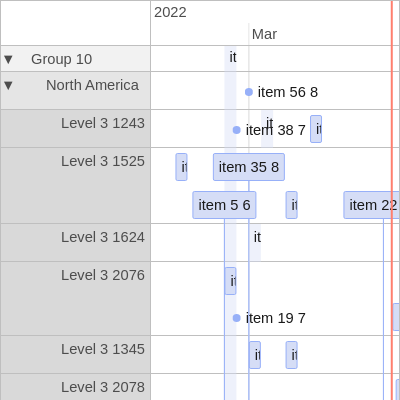 2022
Mar
▼ Group 10 it
▼ North America item 56 8
Level 3 1243 item 38 7 it it
Level 3 1525 it item 35 8
item 5 6 it item 22
Level 3 1624 it
Level 3 2076 it
item 19 7
Level 3 1345 it it
Level 3 2078